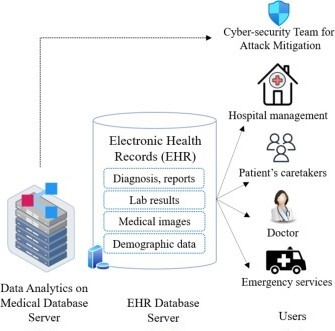 Cyber-security Team for
Attack Mitigation
Hospital management
Electronic Health
Records (EHR)
Diagnosis, reports
Lab results
Medical images
Demographic data
Patient's caretakers
Doctor
Emergency services
Data Analytics on
Medical Database
Server
EHR Database
Server
Users